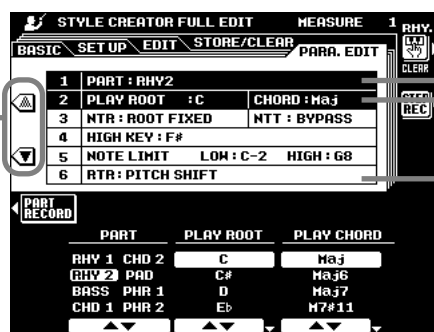 STYLE CREATOR FULL EDIT MEASURE 1
BASIC SET UP EDIT STORE/CLEAR PARA. EDIT
RHY.
CLEAR
1 PART : RHY2
2 PLAY ROOT :C CHORD : Maj
3 NTR : ROOT FIXED NTT : BYPASS
4 HIGH KEY : F#
5 NOTE LIMIT LOW : C-2 HIGH : G8
6 RTR : PITCH SHIFT
STEP
REC
PART
RECORD
PART PLAY ROOT PLAY CHORD
RHY 1 CHD 2 C Maj
RHY 2 PAD C# Maj6
BASS PHR 1 D Maj7
CHD 1 PHR 2 E♭ M7#11